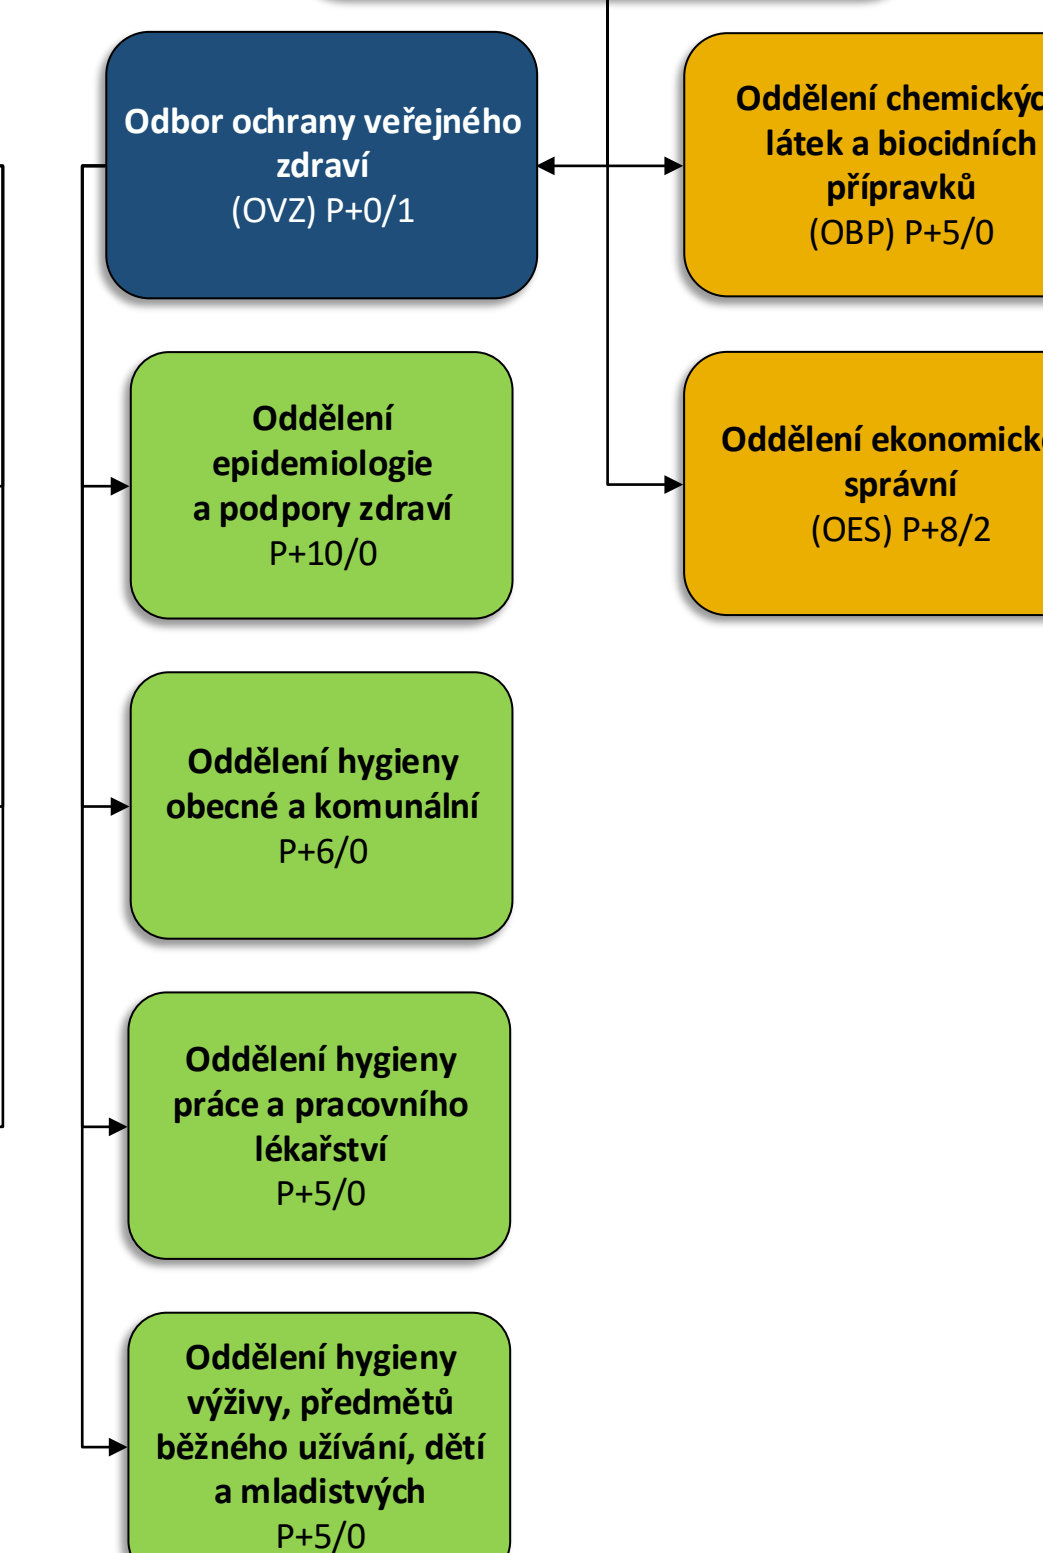 Odbor ochrany veřejného
zdraví
(OVZ) P+0/1
Oddělení
epidemiologie
a podpory zdraví
P+10/0
Oddělení hygieny
obecné a komunální
P+6/0
Oddělení hygieny
práce a pracovního
lékařství
P+5/0
Oddělení hygieny
výživy, předmětů
běžného užívání, dětí
a mladistvých
P+5/0
Oddělení
látek a biocidních
přípravků
(OBP) P+5/0
Oddělení
správní
(OES) P+8/2